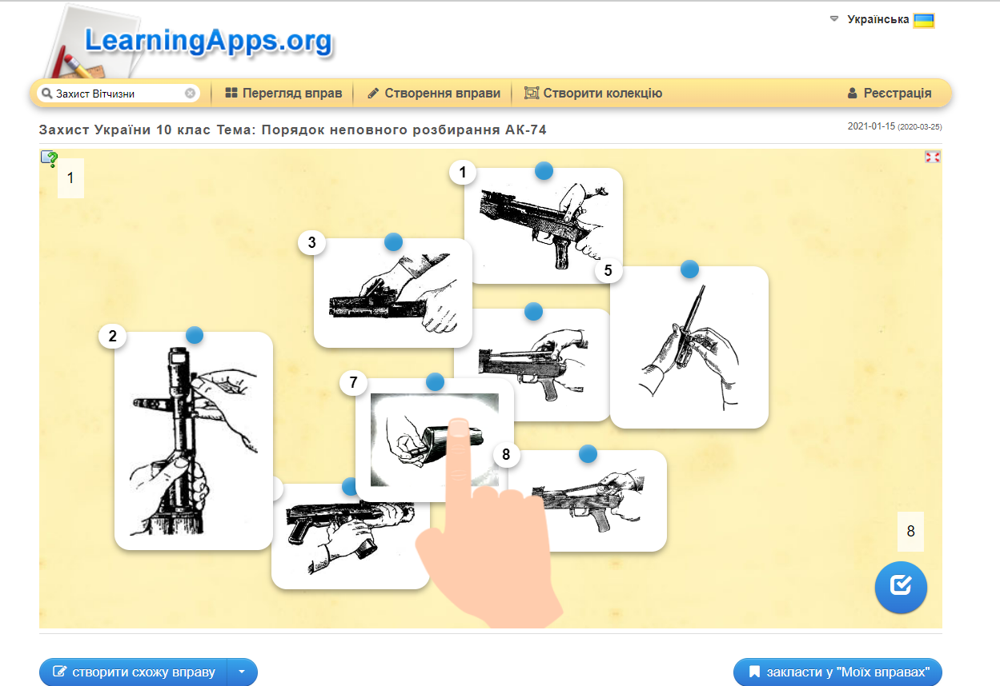 LearningApps.org
Українська
Захист Вітчизни
Перегляд вправ
Створення вправи
Створити колекцію
Реєстрація
Захист України 10 клас Тема: Порядок неповного розбирання АК-74
2021-01-15 (2020-03-25)
1
1
3
5
2
7
8
8
створити схожу вправу
закласти у "Моїх вправах"